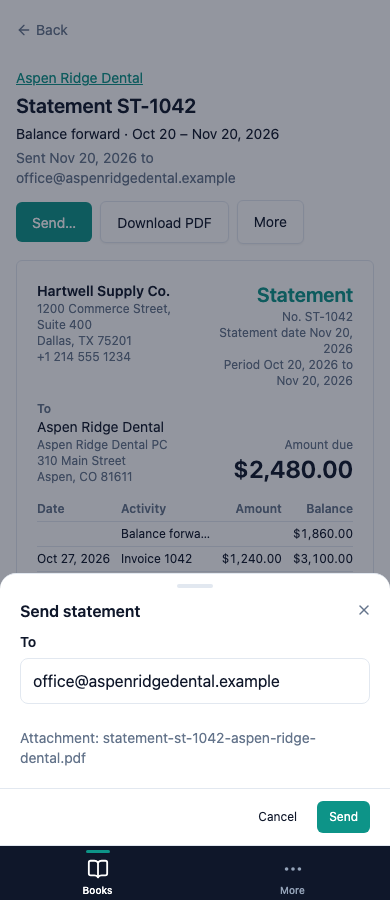 Back
Aspen Ridge Dental
Statement ST-1042
Balance forward · Oct 20 – Nov 20, 2026
Sent Nov 20, 2026 to
office@aspenridgedental.example
Send...
Download PDF
More
Hartwell Supply Co.
1200 Commerce Street,
Suite 400
Dallas, TX 75201
+1 214 555 1234
Statement
No. ST-1042
Statement date Nov 20,
2026
Period Oct 20, 2026 to
Nov 20, 2026
To
Aspen Ridge Dental
Aspen Ridge Dental PC
310 Main Street
Aspen, CO 81611
Amount due
$2,480.00
Date Activity Amount Balance
Balance forwa... $1,860.00
Oct 27, 2026 Invoice 1042 $1,240.00 $3,100.00
Send statement
To
office@aspenridgedental.example
Attachment: statement-st-1042-aspen-ridge-
dental.pdf
Cancel
Send
Books
More